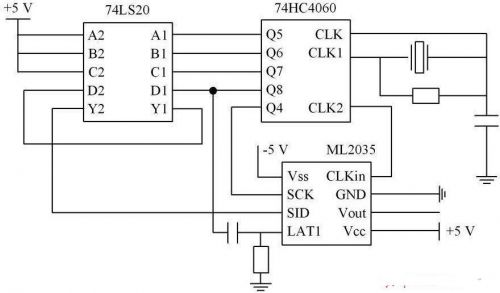 +5 V
74LS20
74HC4060
A2 A1 Q5 CLK
B2 B1 Q6 CLK1
C2 C1 Q7
D2 D1 Q8
Y2 Y1 Q4 CLK2
-5 V
ML2035
Vss CLKin
SCK GND
SID Vout
LAT1 Vcc
+5 V